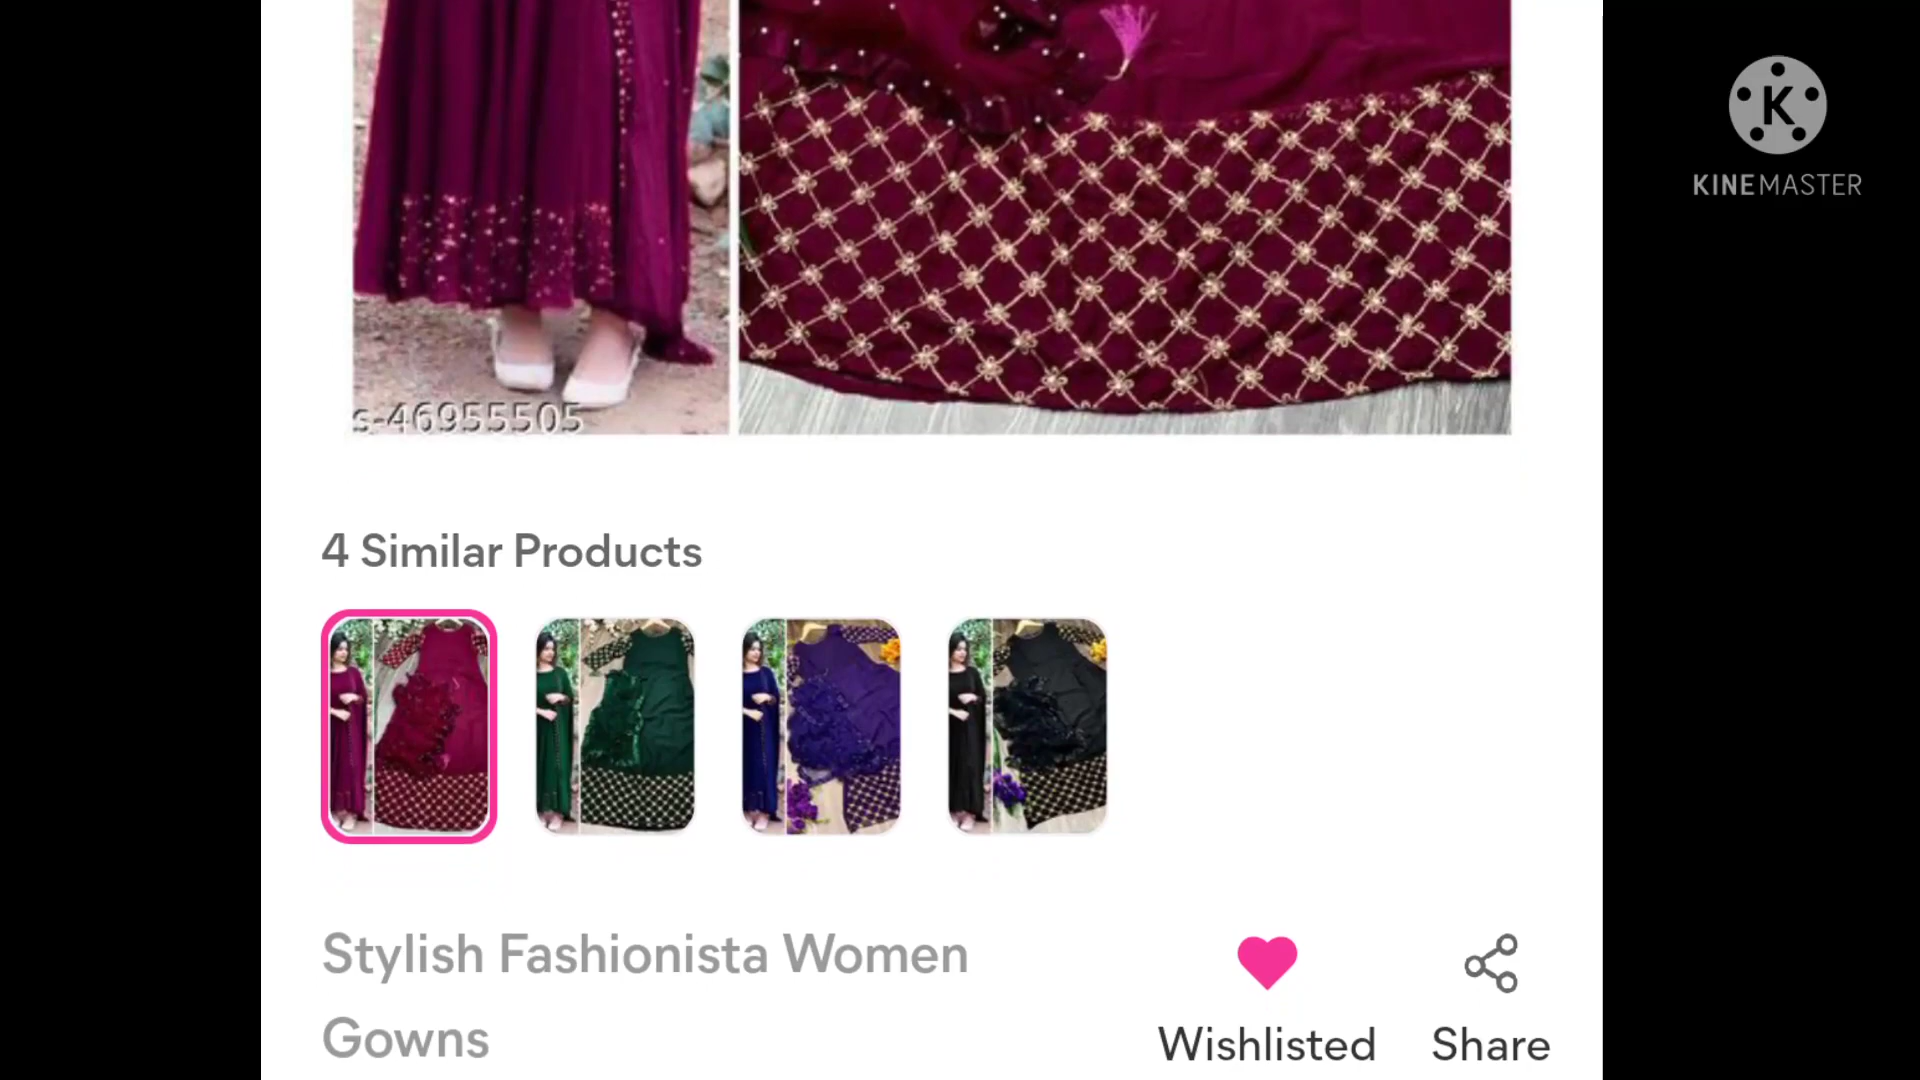 K
KINEMASTER
s-46955505
4 Similar Products
Stylish Fashionista Women
Gowns
Wishlisted
Share